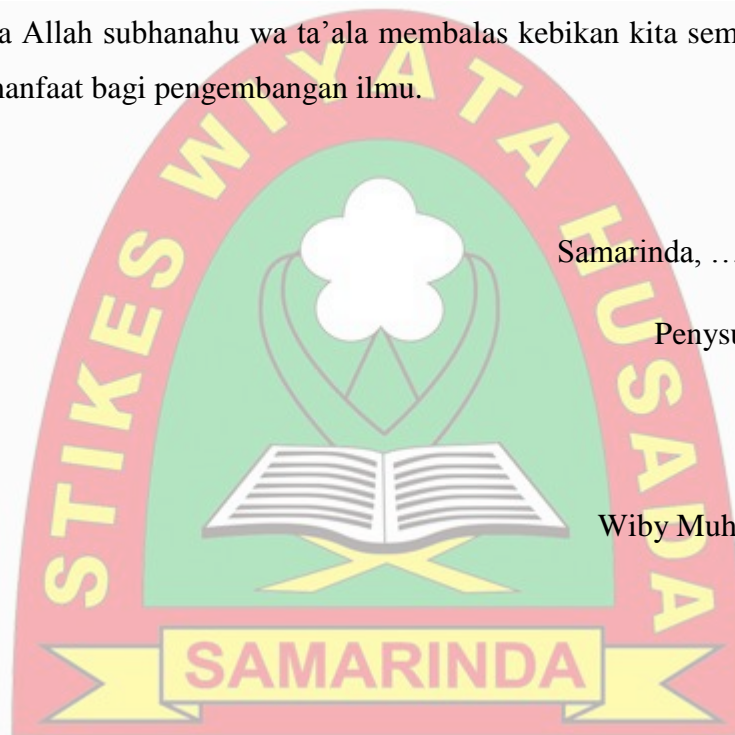 a Allah subhanahu wa ta’ala membalas kebikan kita sem
nanfaat bagi pengembangan ilmu.
Samarinda, …
Penysu
Wiby Muh
STIKES WIYATA HUSADA
SAMARINDA